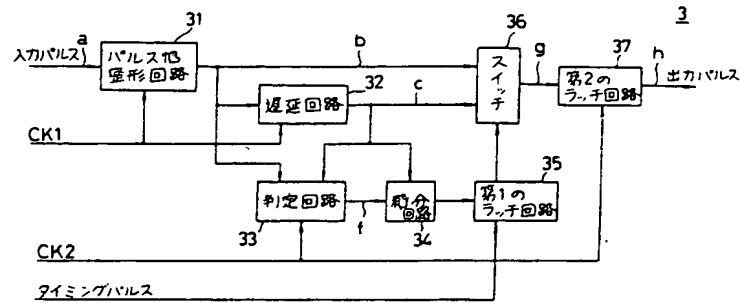 3
31
入力パルス
a
パルス幅
整形回路
b
CK1
32
遅延回路
c
33
判定回路
f
34
積分
回路
35
第1の
ラッチ回路
36
スイッチ
g
37
第2の
ラッチ回路
h
出力パルス
CK2
タイミングパルス